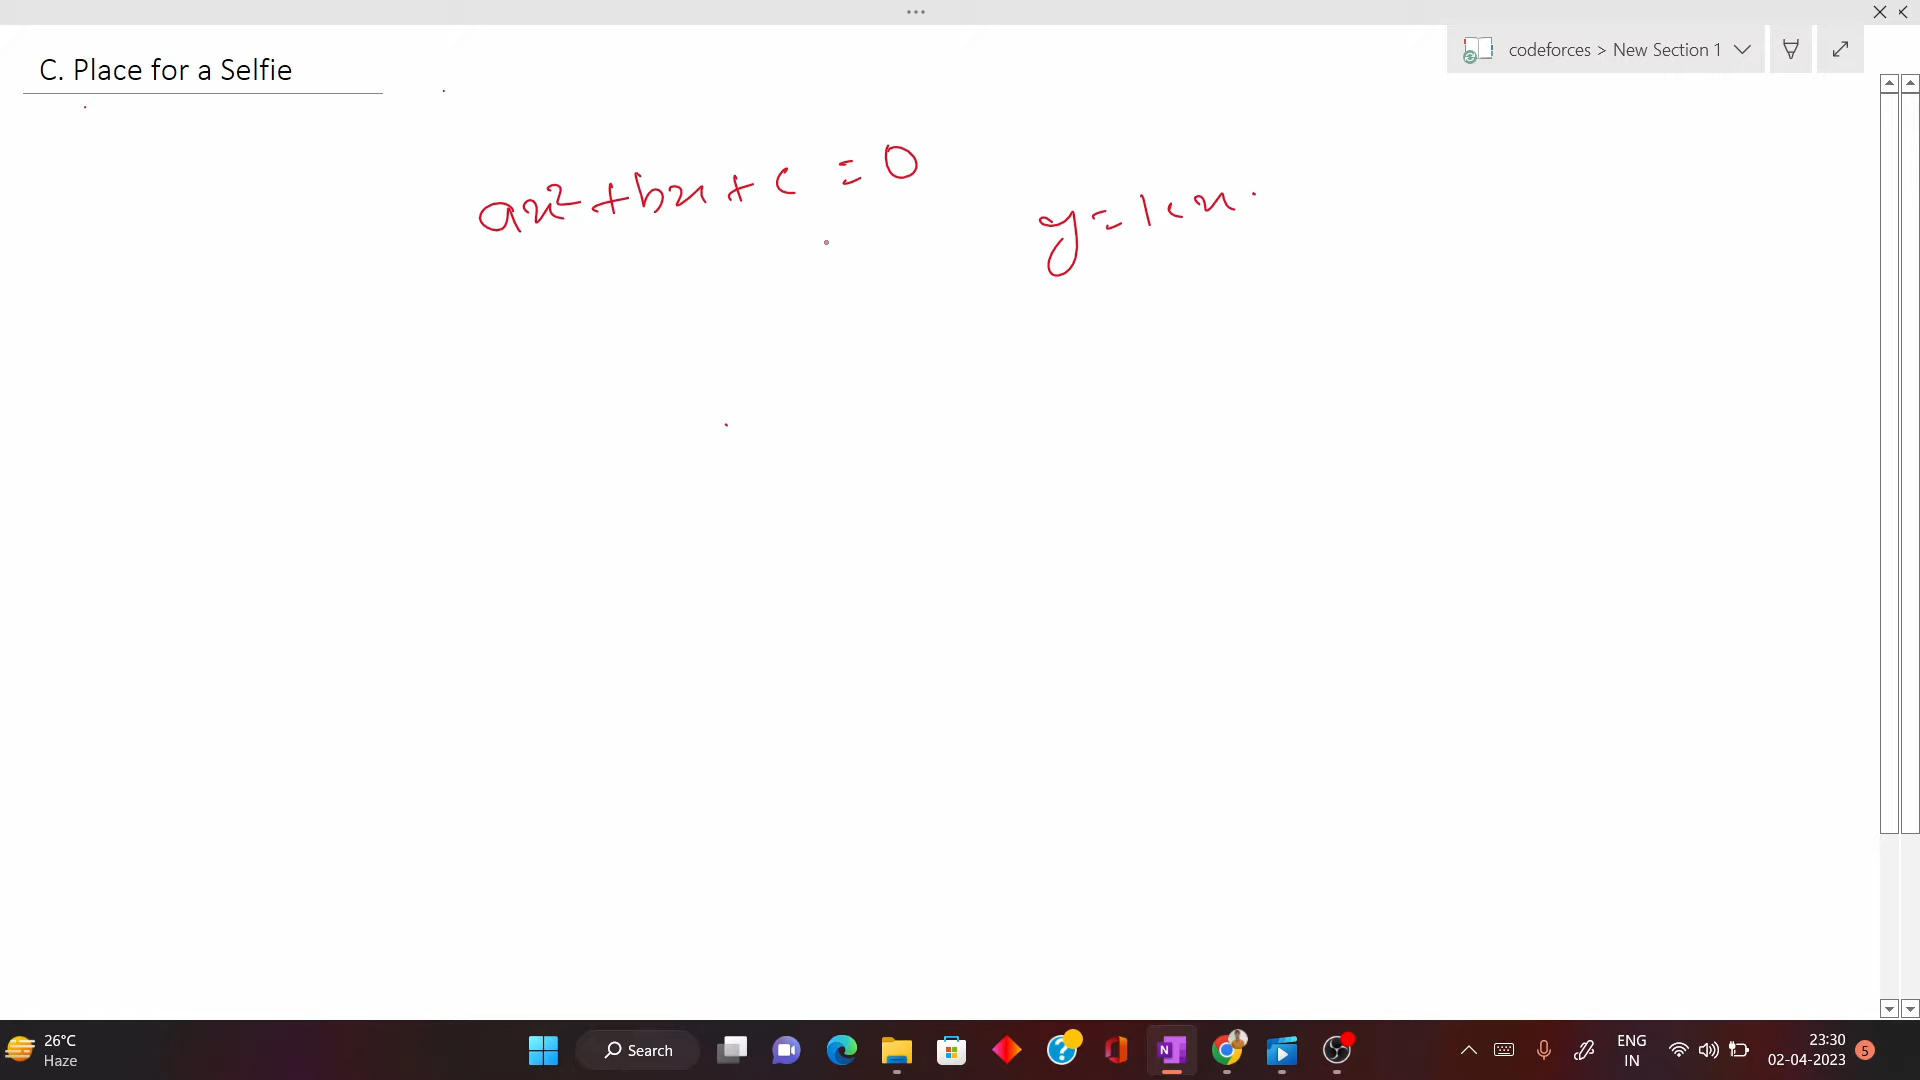 codeforces > New Section 1
C. Place for a Selfie
ax²+bx+c = 0
y=kx.
26°C
Haze
Search
ENG
IN
23:30
02-04-2023
5